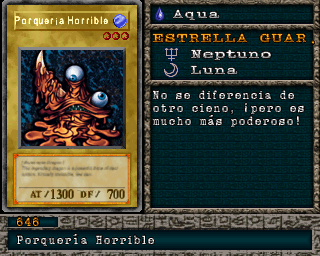 Porquería Horrible
AT/1300 DF/ 700
Aqua
ESTRELLA GUAR.
Neptuno
Luna
No se diferencia de
otro cieno, ¡pero es
mucho más poderoso!
646
Porquería Horrible